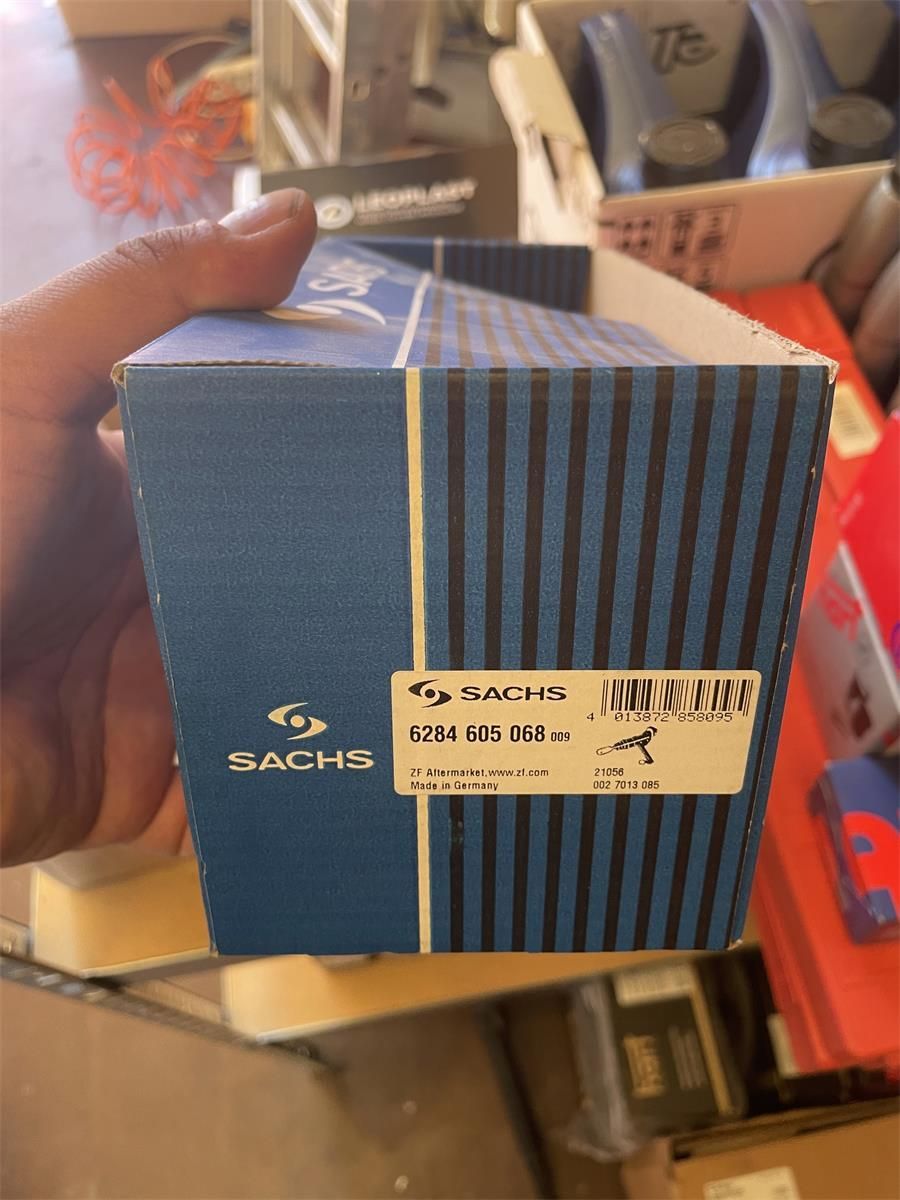 LEOPLAST
SACHS
SACHS
6284 605 068 009
4 013872 858095
ZF Aftermarket, www.zf.com
Made in Germany
21056
002 7013 085
SACHS